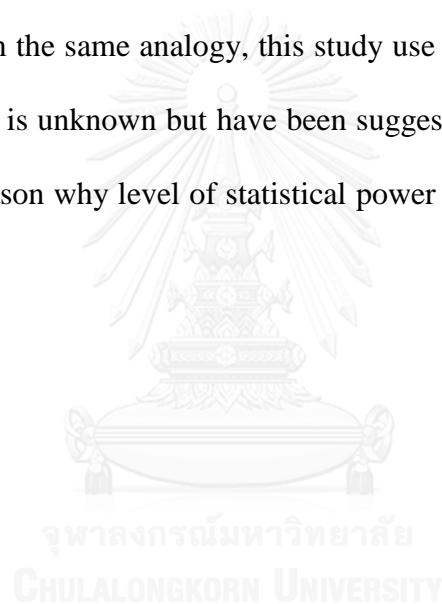 the same analogy, this study use
is unknown but have been sugges
son why level of statistical power
จุฬาลงกรณ์มหาวิทยาลัย
CHULALONGKORN UNIVERSITY